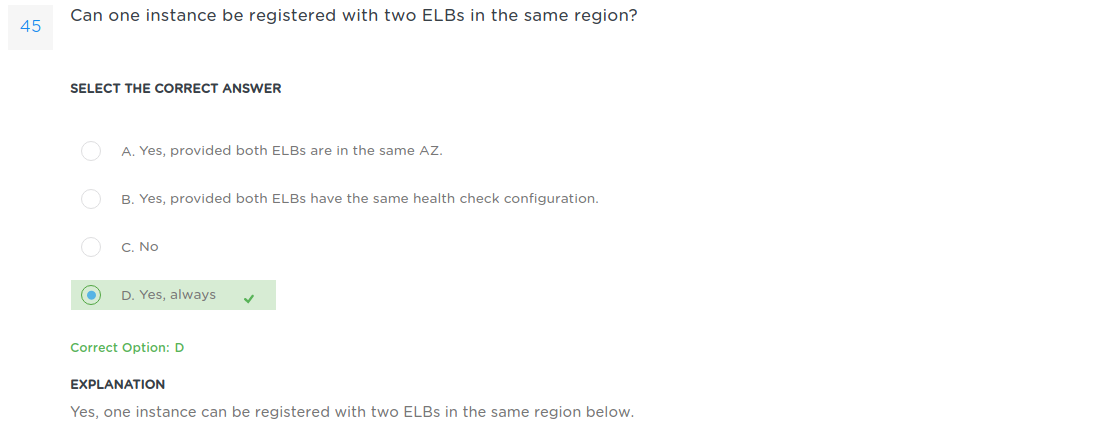 45
Can one instance be registered with two ELBs in the same region?
SELECT THE CORRECT ANSWER
A. Yes, provided both ELBs are in the same AZ.
B. Yes, provided both ELBs have the same health check configuration.
C. No
D. Yes, always
Correct Option: D
EXPLANATION
Yes, one instance can be registered with two ELBs in the same region below.